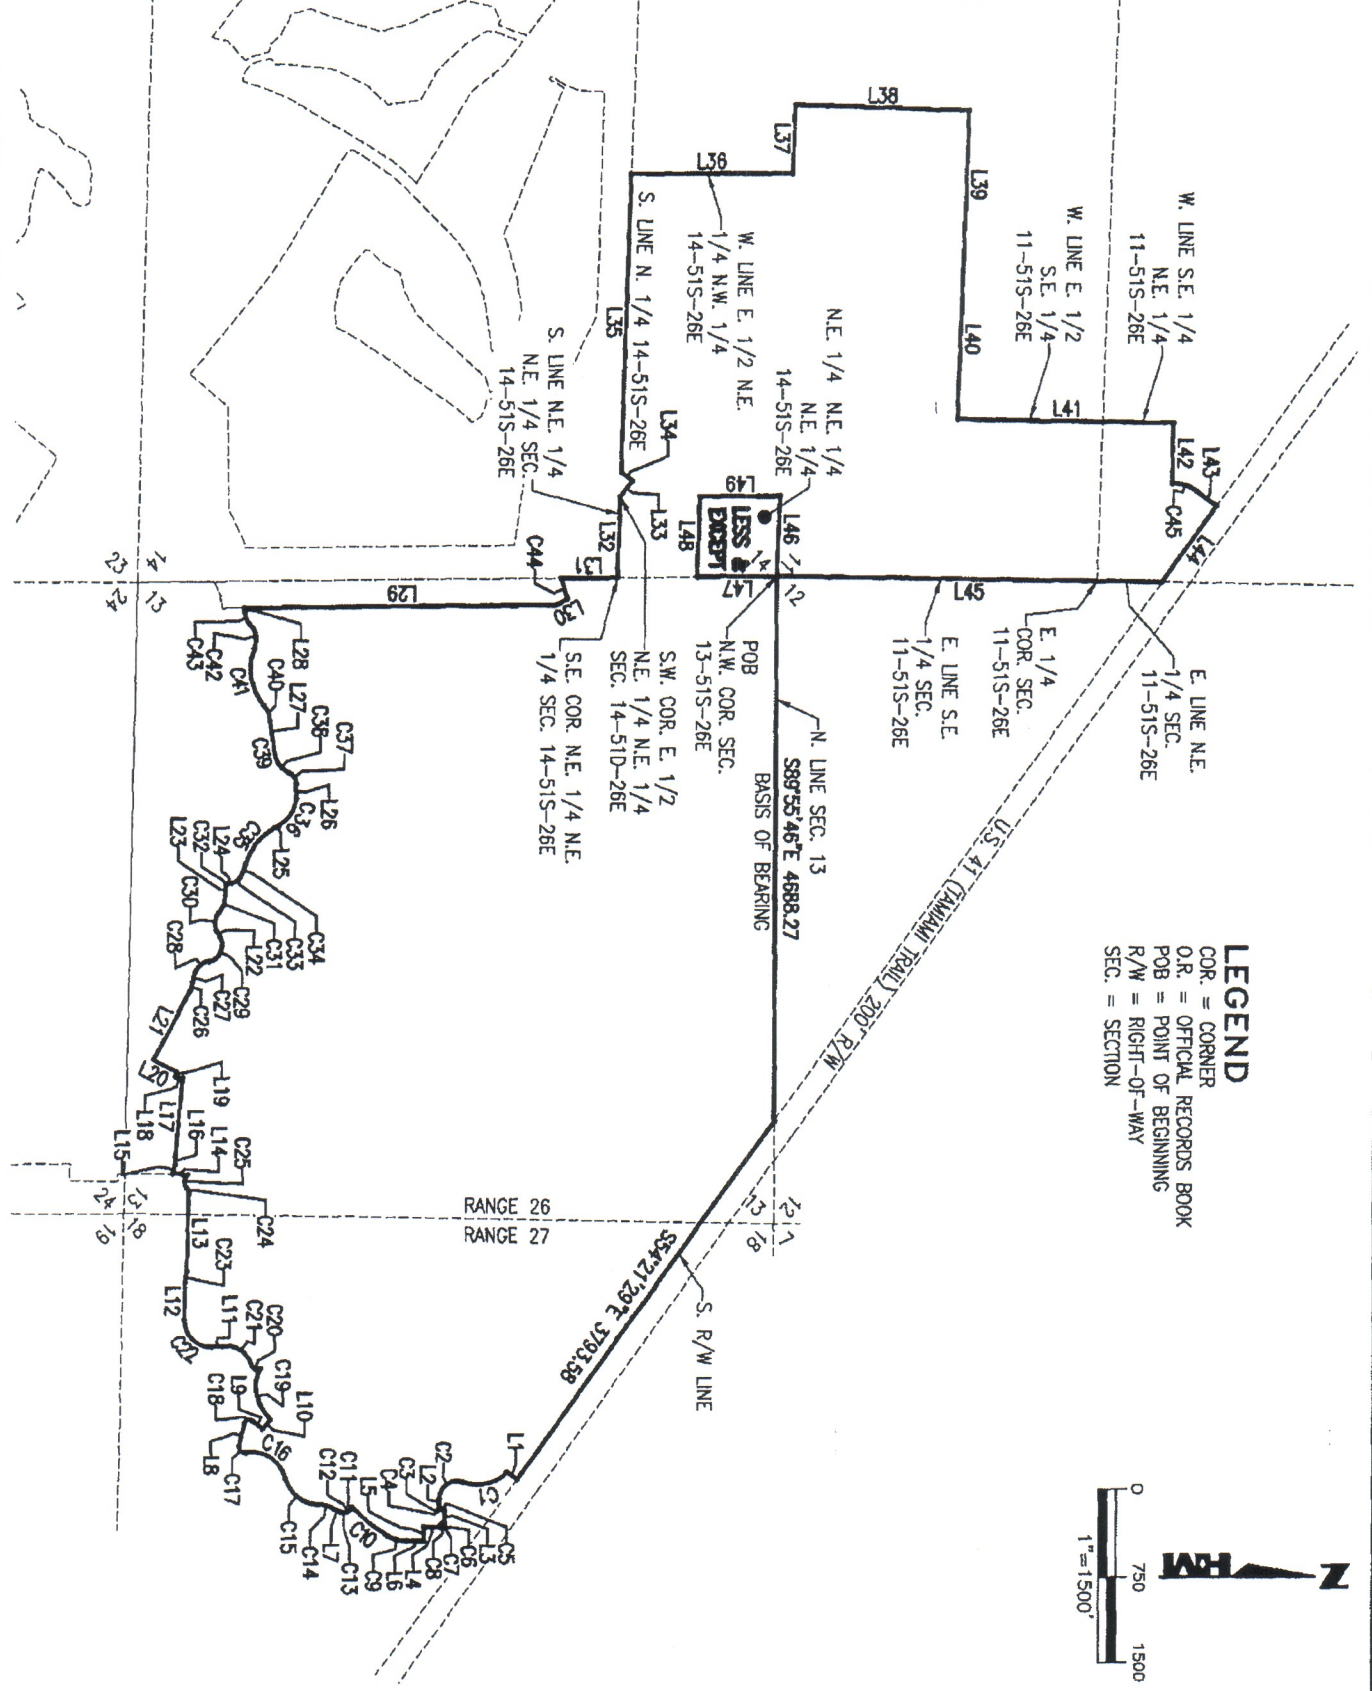 LEGEND
COR. = CORNER
O.R. = OFFICIAL RECORDS BOOK
POB = POINT OF BEGINNING
R/W = RIGHT-OF-WAY
SEC. = SECTION
Z
HM
0
750
1500
1"=1500'
W. LINE S.E. 1/4
N.E. 1/4
11-51S-26E
W. LINE E. 1/2
S.E. 1/4
11-51S-26E
L43
L42
C45
L44
L41
L38
L39
L40
L37
L36
W. LINE E. 1/2 N.E.
1/4 N.W. 1/4
14-51S-26E
N.E. 1/4 N.E. 1/4
N.E. 1/4
14-51S-26E
L46
L49
LESS &
EXCEPT
L48
L47
14
11
12
L45
E. LINE N.E.
1/4 SEC.
11-51S-26E
E. 1/4
COR. SEC.
11-51S-26E
E. LINE S.E.
1/4 SEC.
11-51S-26E
POB
N.W. COR. SEC.
13-51S-26E
N. LINE SEC. 13
S89°55'46"E 4688.27
BASIS OF BEARING
U.S. 41 (TAMIAMI TRAIL) 200' R/W
S. LINE N. 1/4 14-51S-26E
L35
L34
L33
L32
S. LINE N.E. 1/4
N.E. 1/4 SEC.
14-51S-26E
S.W. COR. E. 1/2
N.E. 1/4 N.E. 1/4
SEC. 14-51D-26E
S.E. COR. N.E. 1/4 N.E.
1/4 SEC. 14-51S-26E
L31
C44
L30
L29
14
13
23
24
L28
C42
C43
C41
C40
L27
C38
C37
C39
L26
C36
L25
C35
L24
C32
L23
C34
C33
C31
L22
C30
C28
C29
C27
C26
L21
L20
L19
L18
L17
L16
L14
C25
L15
C24
13
24
18
19
RANGE 26
RANGE 27
12
13
7
18
S54°21'29"E 3793.58
S. R/W LINE
L13
C23
L12
C22
L11
C21
C20
C19
L10
L9
C18
L8
C17
C16
C15
C14
L7
C13
C12
C11
C10
L5
C9
L6
L4
C8
C7
C6
L3
C5
C4
C3
L2
C2
C1
L1